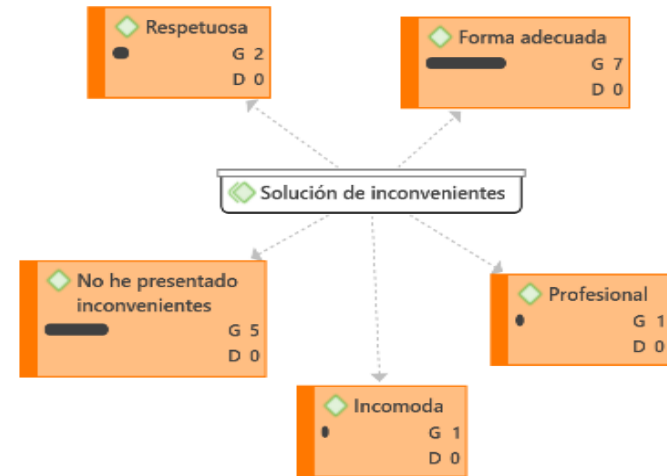 Respetuosa
G 2
D 0
Forma adecuada
G 7
D 0
Solución de inconvenientes
No he presentado
inconvenientes
G 5
D 0
Profesional
G 1
D 0
Incomoda
G 1
D 0